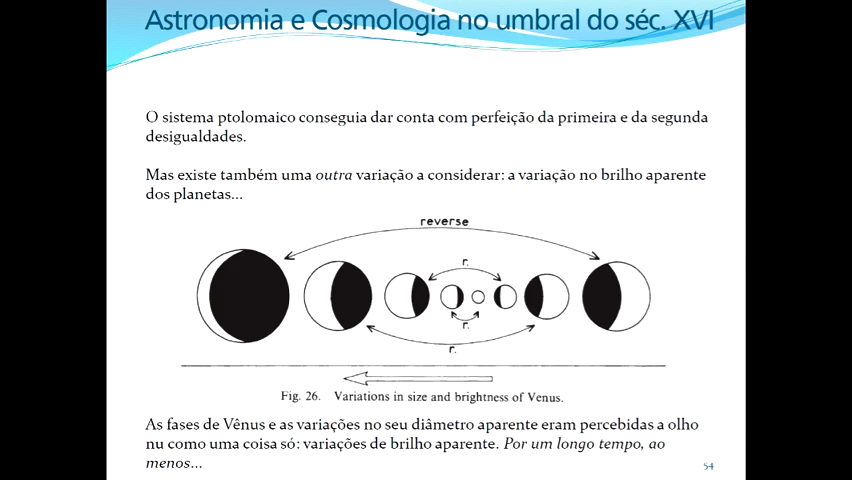 Astronomia e Cosmologia no umbral do séc. XVI
O sistema ptolomaico conseguia dar conta com perfeição da primeira e da segunda
desigualdades.
Mas existe também uma outra variação a considerar: a variação no brilho aparente
dos planetas...
reverse
r.
r.
r.
Fig. 26. Variations in size and brightness of Venus.
As fases de Vênus e as variações no seu diâmetro aparente eram percebidas a olho
nu como uma coisa só: variações de brilho aparente. Por um longo tempo, ao
menos...
54